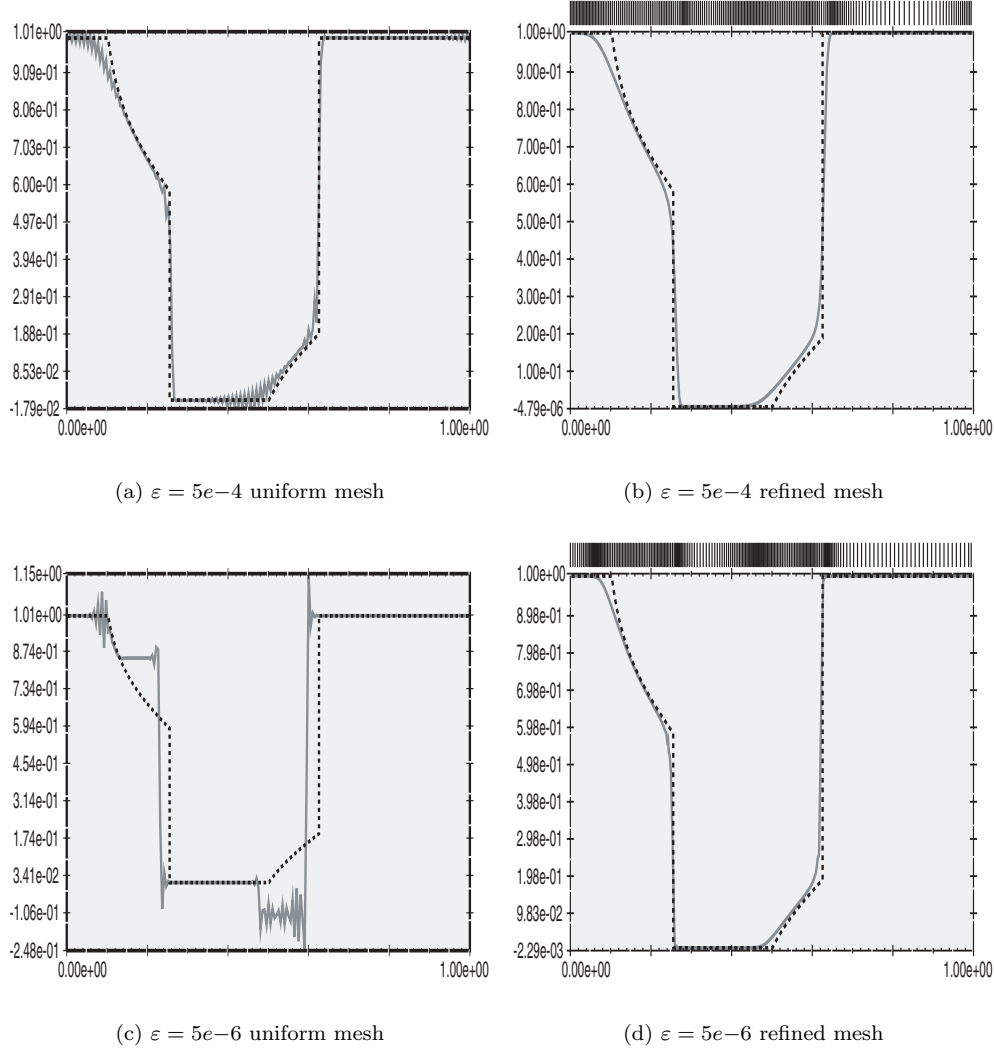 1.01e+00
9.09e-01
8.06e-01
7.03e-01
6.00e-01
4.97e-01
3.94e-01
2.91e-01
1.88e-01
8.53e-02
-1.79e-02
0.00e+00 1.00e+00
(a) ε = 5e−4 uniform mesh
1.00e+00
9.00e-01
8.00e-01
7.00e-01
6.00e-01
5.00e-01
4.00e-01
3.00e-01
2.00e-01
1.00e-01
-4.79e-06
0.00e+00 1.00e+00
(b) ε = 5e−4 refined mesh
1.15e+00
1.01e+00
8.74e-01
7.34e-01
5.94e-01
4.54e-01
3.14e-01
1.74e-01
3.41e-02
-1.06e-01
-2.48e-01
0.00e+00 1.00e+00
(c) ε = 5e−6 uniform mesh
1.00e+00
8.98e-01
7.98e-01
6.98e-01
5.98e-01
4.98e-01
3.98e-01
2.98e-01
1.98e-01
9.83e-02
-2.29e-03
0.00e+00 1.00e+00
(d) ε = 5e−6 refined mesh